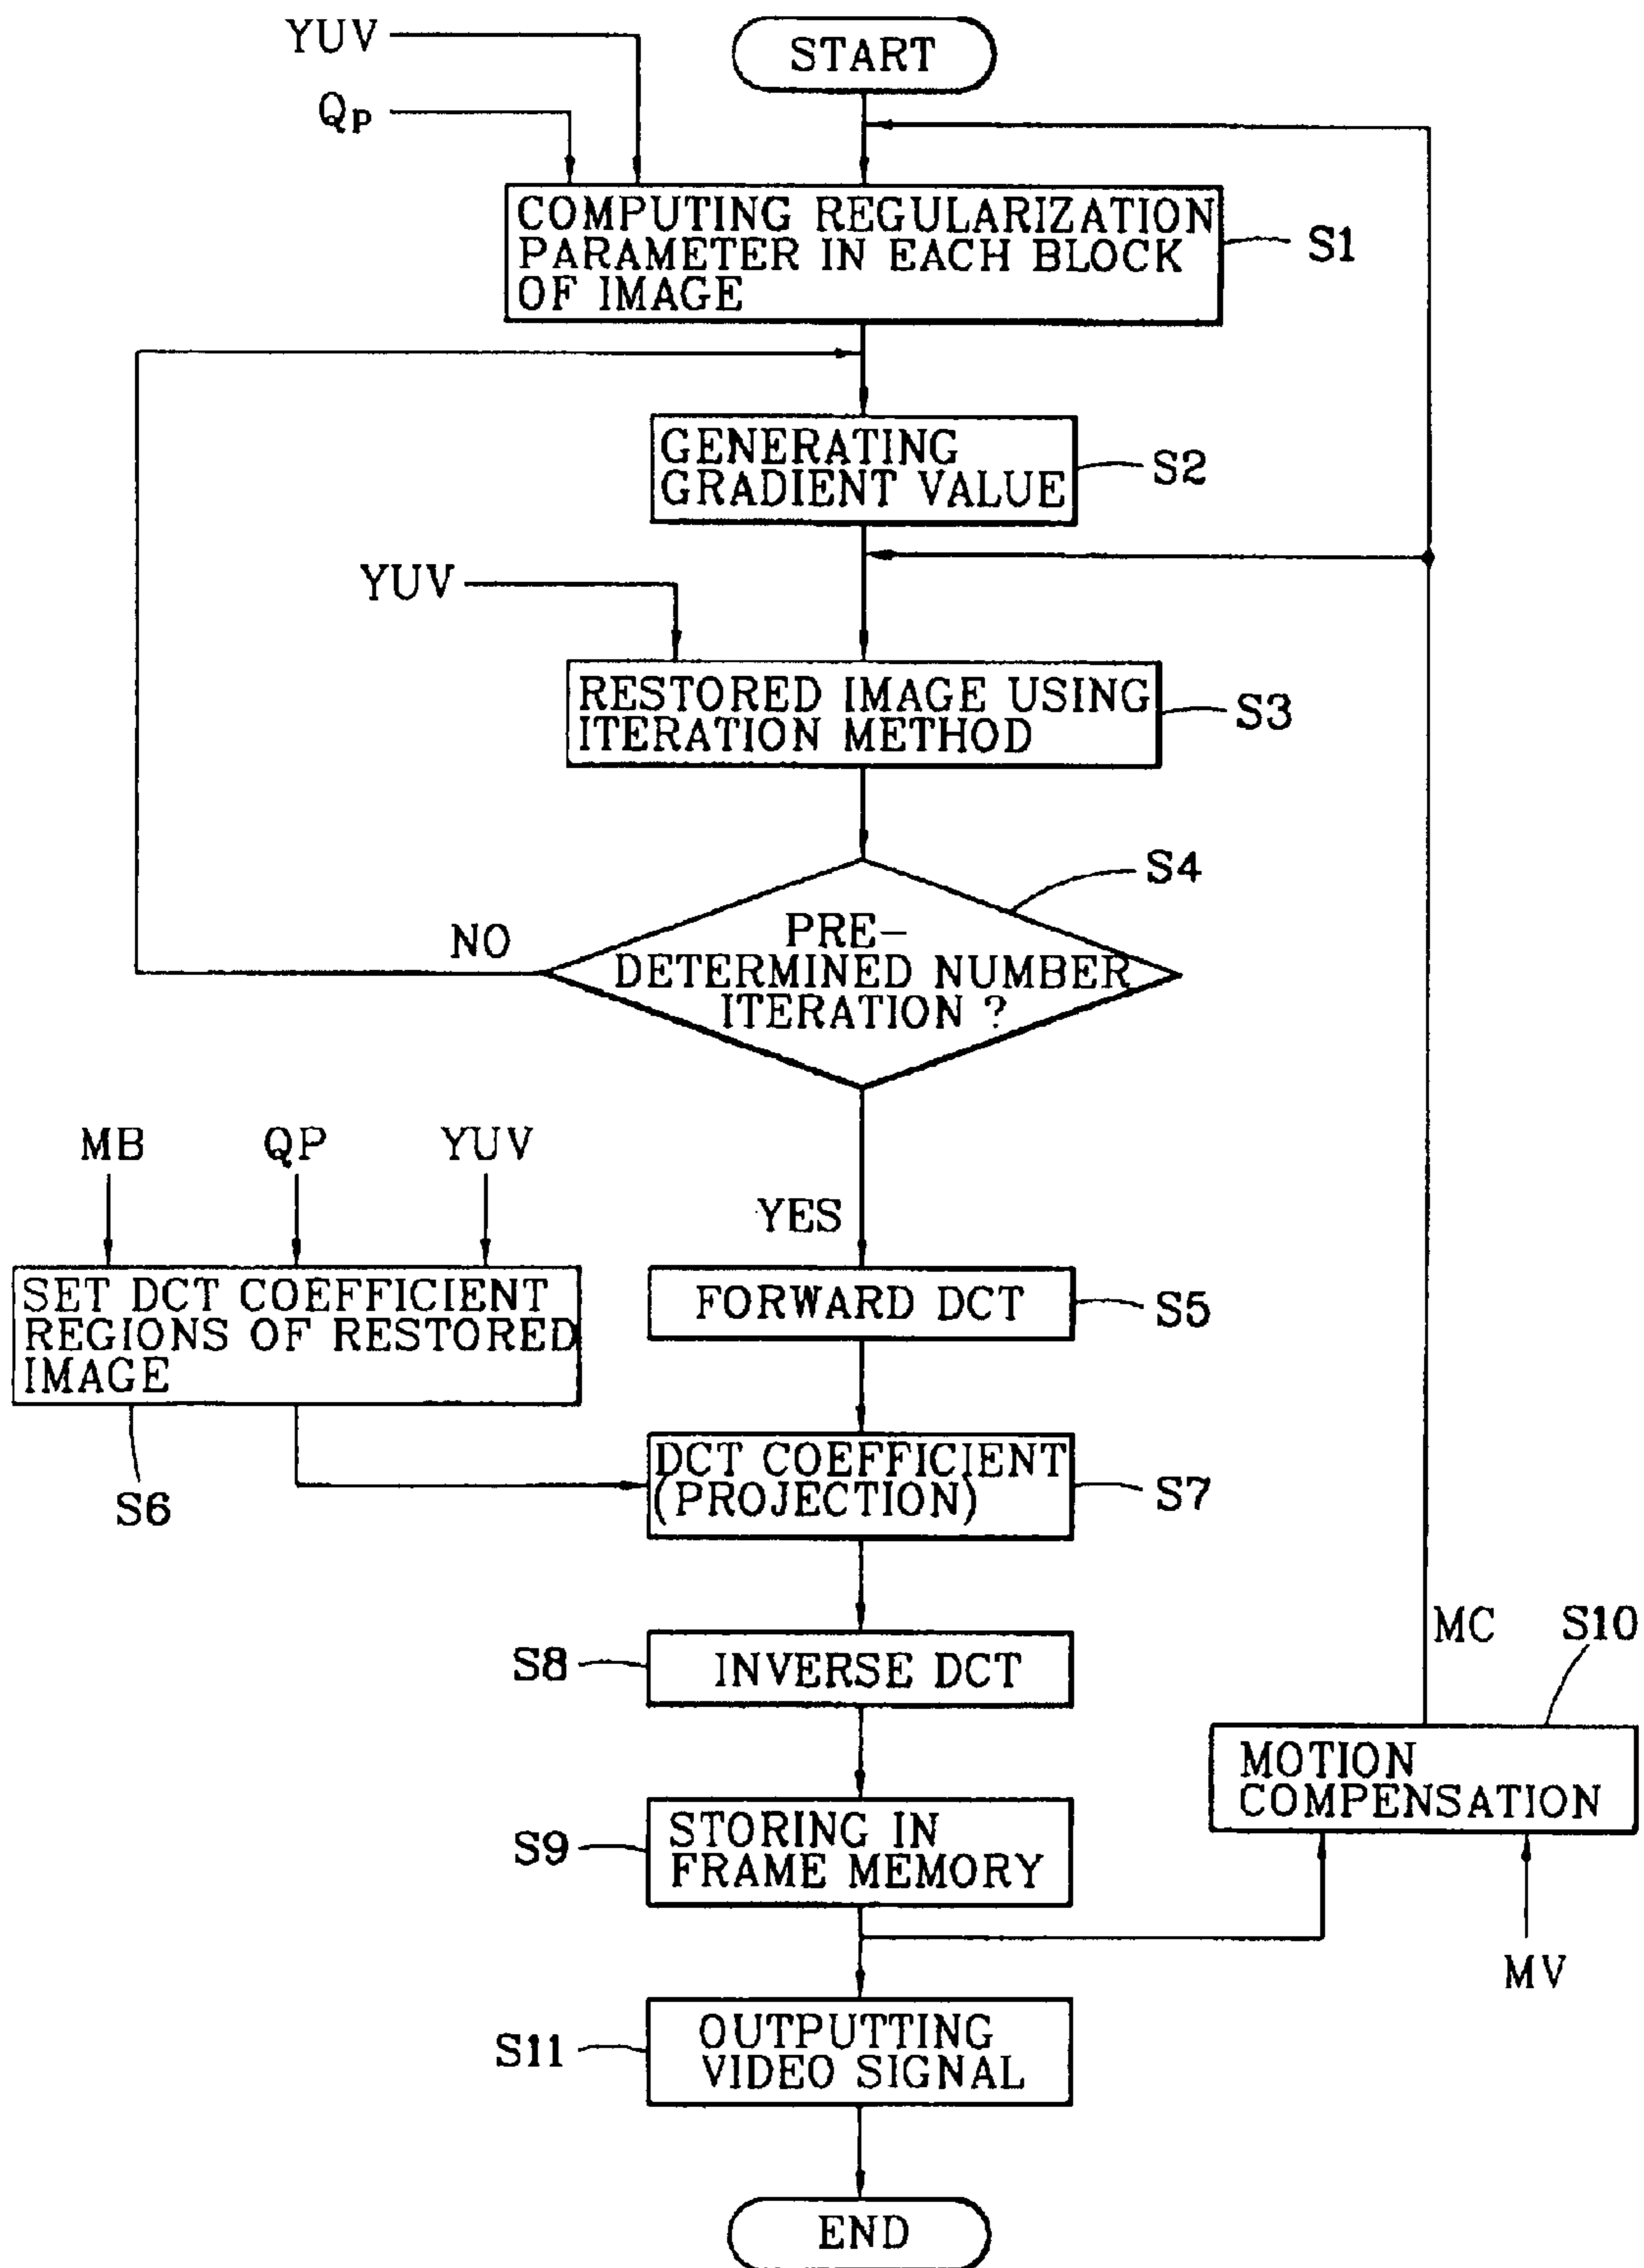 YUV
START
Qp
COMPUTING REGULARIZATION
PARAMETER IN EACH BLOCK
OF IMAGE
S1
GENERATING
GRADIENT VALUE
S2
YUV
RESTORED IMAGE USING
ITERATION METHOD
S3
S4
NO
PRE-
DETERMINED NUMBER
ITERATION ?
MB
QP
YUV
YES
SET DCT COEFFICIENT
REGIONS OF RESTORED
IMAGE
FORWARD DCT
S5
S6
DCT COEFFICIENT
(PROJECTION)
S7
S8
INVERSE DCT
MC
S10
MOTION
COMPENSATION
S9
STORING IN
FRAME MEMORY
MV
S11
OUTPUTTING
VIDEO SIGNAL
END